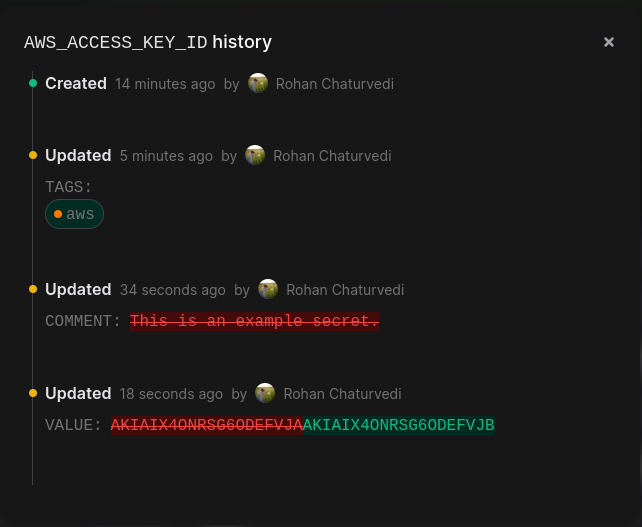 AWS_ACCESS_KEY_ID history
Created 14 minutes ago by Rohan Chaturvedi
Updated 5 minutes ago by Rohan Chaturvedi
TAGS:
aws
Updated 34 seconds ago by Rohan Chaturvedi
COMMENT: This is an example secret.
Updated 18 seconds ago by Rohan Chaturvedi
VALUE: AKIAIX4ONRSG6ODEFVJAAKIAIX4ONRSG6ODEFVJB